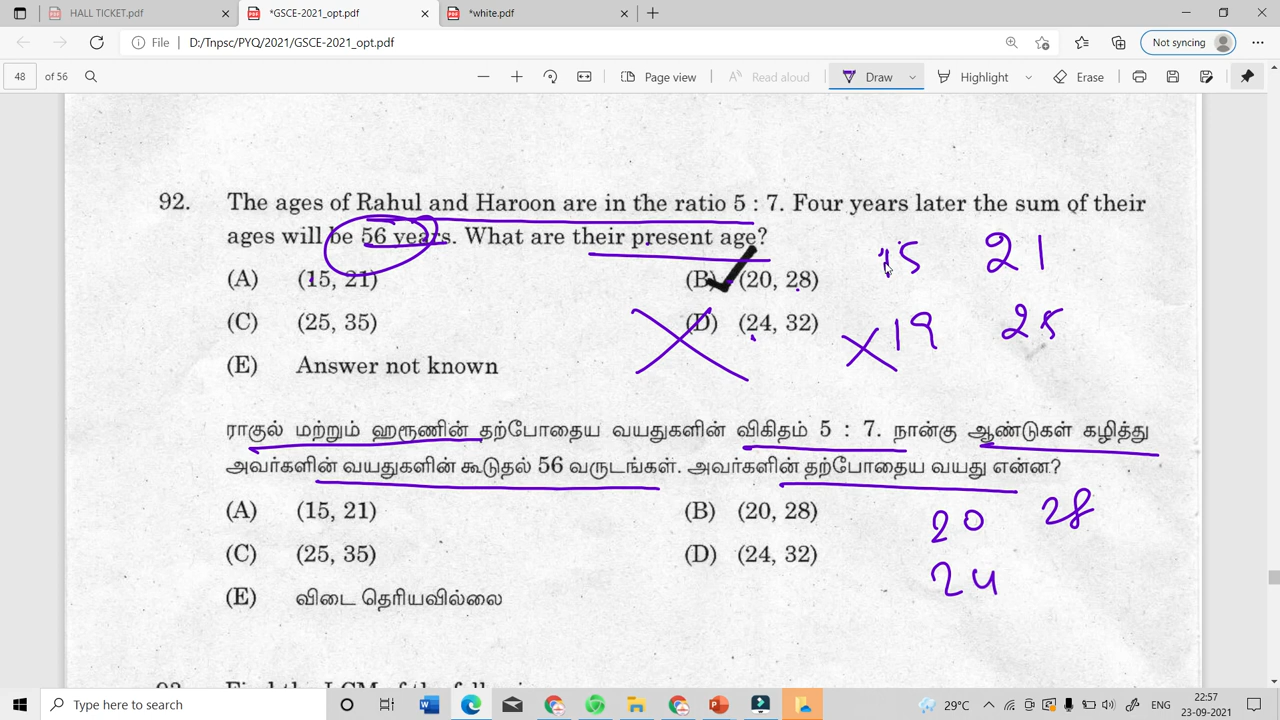 HALL TICKET.pdf
*GSCE-2021_opt.pdf
*white.pdf
File D:/Tnpsc/PYQ/2021/GSCE-2021_opt.pdf
Not syncing
48 of 56
Page view
Read aloud
Draw
Highlight
Erase
92. The ages of Rahul and Haroon are in the ratio 5 : 7. Four years later the sum of their
ages will be 56 years. What are their present age?
(A) (15, 21) (B) (20, 28)
(C) (25, 35) (D) (24, 32)
(E) Answer not known
15 21
19 25
ராகுல் மற்றும் ஹரூணின் தற்போதைய வயதுகளின் விகிதம் 5 : 7. நான்கு ஆண்டுகள் கழித்து
அவர்களின் வயதுகளின் கூடுதல் 56 வருடங்கள். அவர்களின் தற்போதைய வயது என்ன?
(A) (15, 21) (B) (20, 28)
(C) (25, 35) (D) (24, 32)
(E) விடை தெரியவில்லை
20 28
24
Type here to search
29°C
ENG
22:57
23-09-2021